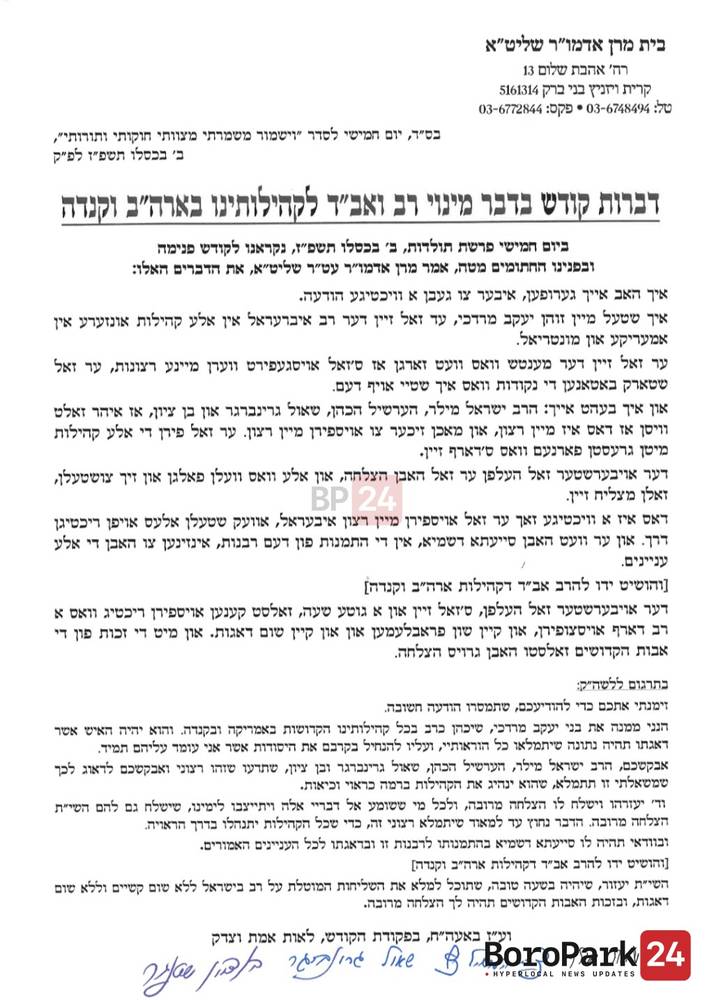 בית מרן אדמו"ר שליט"א
רח' אהבת שלום 13
קרית ויזניץ בני ברק 5161314
טל: 03-6748494 • פקס: 03-6772844
בס"ד, יום חמישי לסדר "וישמור משמרתי מצוותי חוקותי ותורותי",
ב' בכסלו תשפ"ז לפ"ק
דברות קודש בדבר מינוי רב ואב"ד לקהילותינו בארה"ב וקנדה
ביום חמישי פרשת תולדות, ב' בכסלו תשפ"ז, נקראנו לקודש פנימה
ובפנינו החתומים מטה, אמר מרן אדמו"ר עט"ר שליט"א, את הדברים האלו:
איך האב אייך גערופען, איבער צו געבן א וויכטיגע הודעה.
איך שטעל מיין זוהן יעקב מרדכי, עד זאל זיין דער רב איבראל אין אלע קהילות אונזערע אין
אמעריקע און מונטריאל.
ער זאל זיין דער מענטש וואס וועט זארגן אז ס'זאל אויסגעפירט ווערן מיינע רצונות, ער זאל
שטארק באטאנען די נקודות וואס איך שטיי אויף דעם.
און איך בעהט אייך: הרב ישראל מילר, הערשיל הכהן, שאול גרינברגר און בן ציון, אז איהר זאלט
וויסן אז דאס איז מיין רצון, און מאכן זיכער צו אויספירן מיין רצון. ער זאל פירן די אלע קהילות
מיטן גרעסטן פארנעם וואס ס'דארף זיין.
דער אויבערשטער זאל העלפן ער זאל האבן הצלחה, און אלע וואס וועלן פאלגן און זיך צושטעלן,
זאלן מצליח זיין.
דאס איז א וויכטיגע זאך ער זאל אויספירן מיין רצון איבעראל, אוועק שטעלן אלעס אויפן ריכטיגן
דרך. און ער וועט האבן סייעתא דשמיא, אין די התמנות פון דעם רבנות, אינזינען צו האבן די אלע
ענינים.
[והושיט ידו להרב אב"ד דקהילות ארה"ב וקנדה]
דער אויבערשטער זאל העלפן, ס'זאל זיין און א גוטע שעה, זאלסט קענען אויספירן ריכטיג וואס א
רב דארף אויסצופירן, און קיין שון פראבלעמען און און קיין שום דאגות. און מיט די זכות פון די
אבות הקדושים זאלסטו האבן גרויס הצלחה.
בתרגום ללשה"ק:
זימנתי אתכם כדי להודיעכם, שתמסרו הודעה חשובה.
הנני ממנה את בני יעקב מרדכי, שיכהן כרב בכל קהילותינו הקדושות באמריקה ובקנדה. והוא יהיה האיש אשר
דאגתו תהיה נתונה שיתמלאו כל הוראותיי, ועליו להנחיל בקרבם את היסודות אשר אני עומד עליהם תמיד.
אבקשכם, הרב ישראל מילר, הערשיל הכהן, שאול גרינברגר ובן ציון, שתדעו שזהו רצוני ואבקשכם לדאוג לכך
שמשאלתי זו תתמלא, שהוא ינהיג את הקהילות ברמה כראוי וכיאות.
וד' יעזורהו וישלח לו הצלחה מרובה, ולכל מי ששומע אל דבריי אלה ויתייצבו לימינו, שישלח גם להם השי"ת
הצלחה מרובה. הדבר נחוץ עד למאוד שיתמלא רצוני זה, כדי שכל הקהילות יתנהלו בדרך הראויה.
ובוודאי תהיה לו סייעתא דשמיא בהתמנותו לרבנות זו ובראגתו לכל העניינים האמורים.
[והושיט ידו להרב אב"ד דקהילות ארה"ב וקנדה]
השי"ת יעזור, שיהיה בשעה טובה, שתוכל למלא את השליחות המוטלת על רב בישראל ללא שום קשיים וללא שום
דאגות, ובזכות האבות הקדושים תהיה לך הצלחה מרובה.
וע"ז באעה"ח, בפקודת הקודש, לאות אמת וצדק
שאול גרינברגר
BP 24
BoroPark 24
HYPERLOCAL NEWS UPDATES